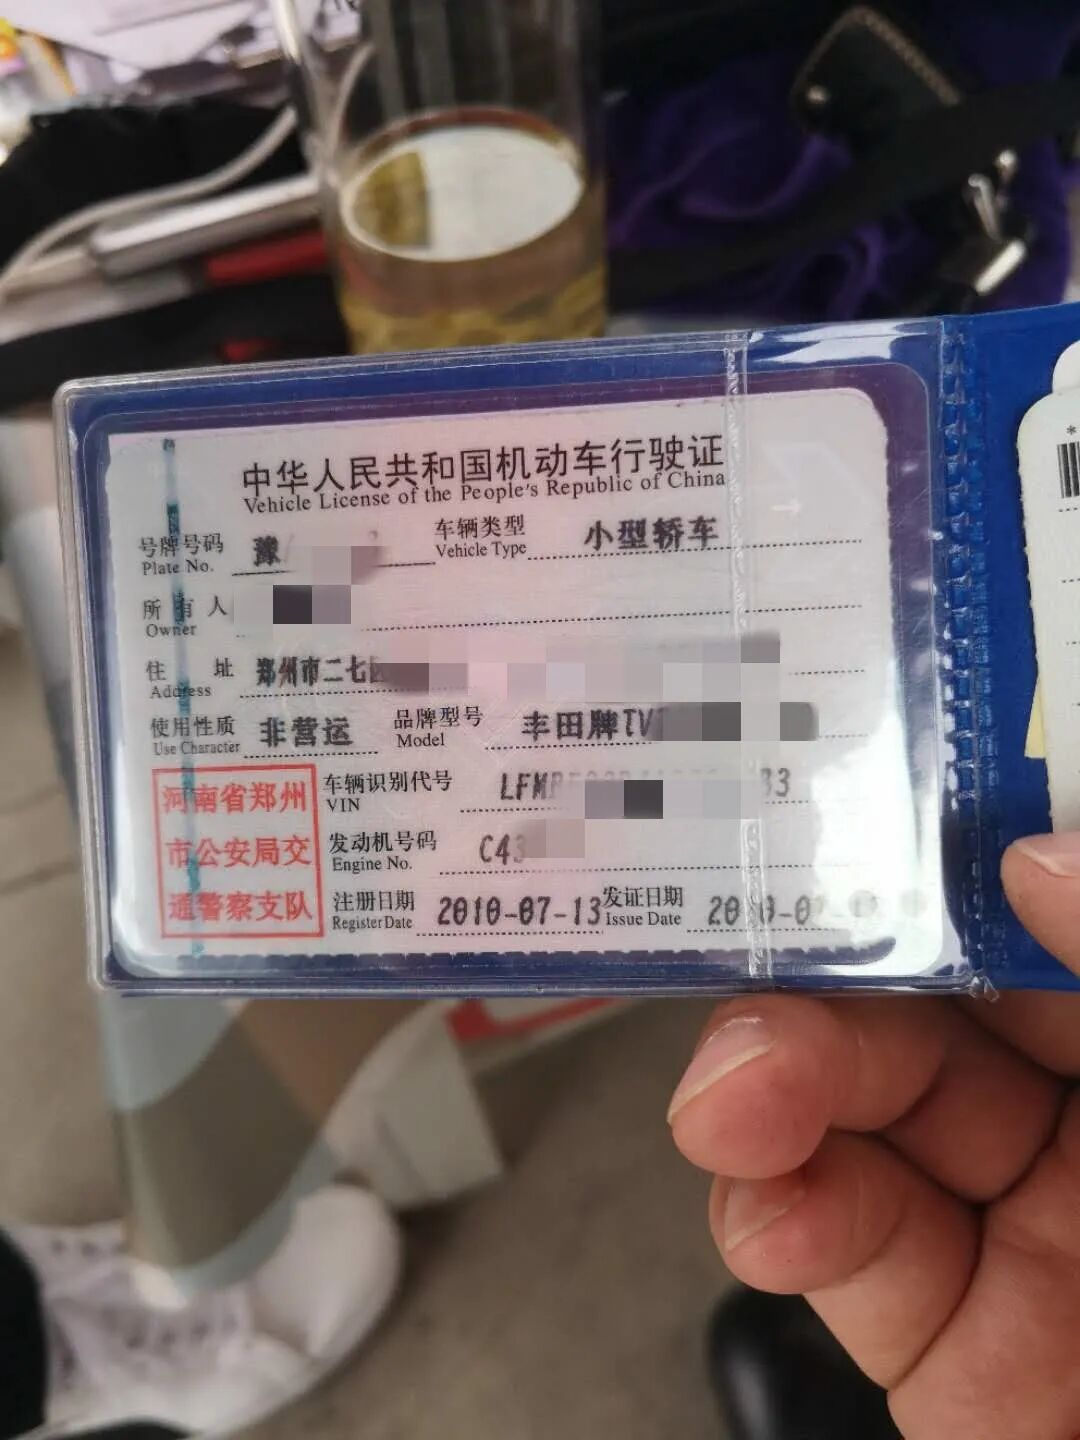 中华人民共和国机动车行驶证
Vehicle License of the People's Republic of China
号牌号码 豫 车辆类型 小型轿车
Plate No. Vehicle Type
所有人
Owner
住址 郑州市二七
Address
使用性质 非营运 品牌型号 丰田牌TV
Use Character Model
河南省郑州
市公安局交
通警察支队
车辆识别代号 LFM 33
VIN
发动机号码 C43
Engine No.
注册日期 2010-07-13 发证日期
Register Date Issue Date